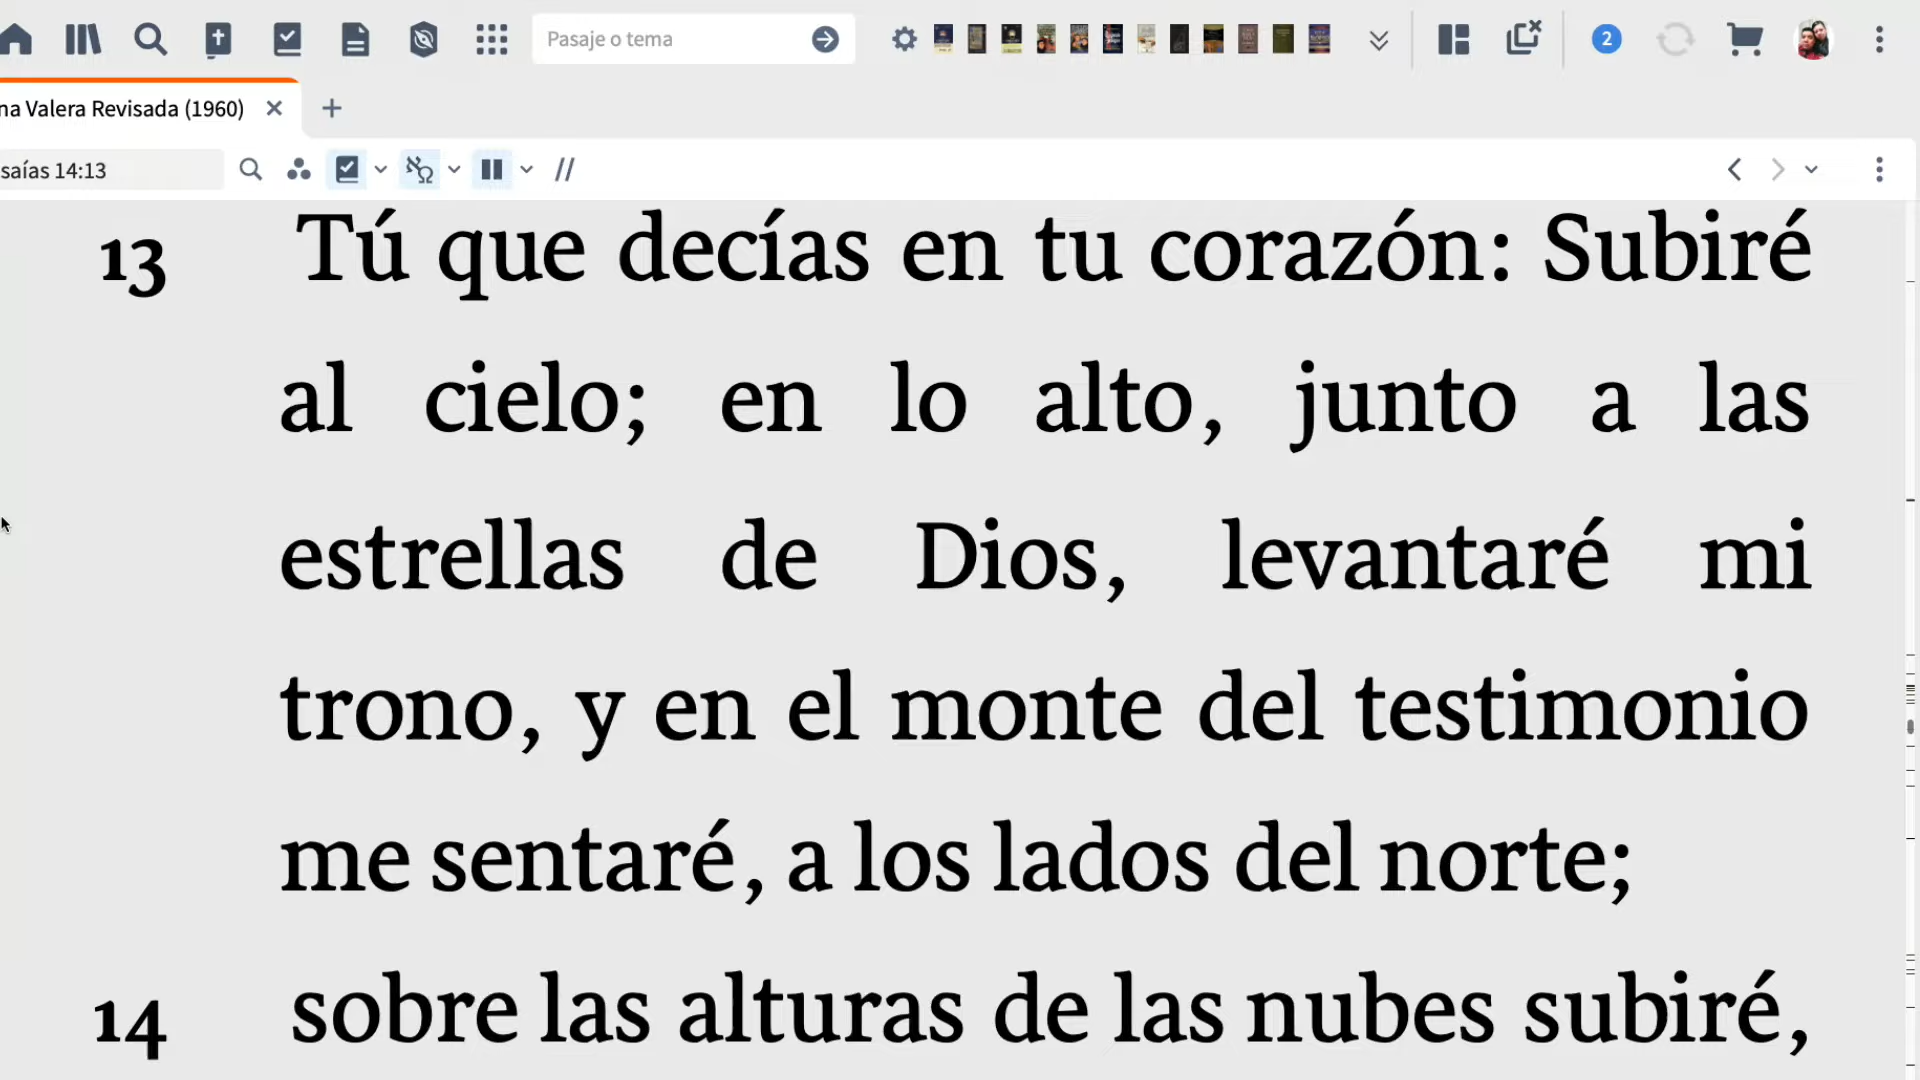 Pasaje o tema
2
na Valera Revisada (1960)
saías 14:13
13 Tú que decías en tu corazón: Subiré
al cielo; en lo alto, junto a las
estrellas de Dios, levantaré mi
trono, y en el monte del testimonio
me sentaré, a los lados del norte;
14 sobre las alturas de las nubes subiré,